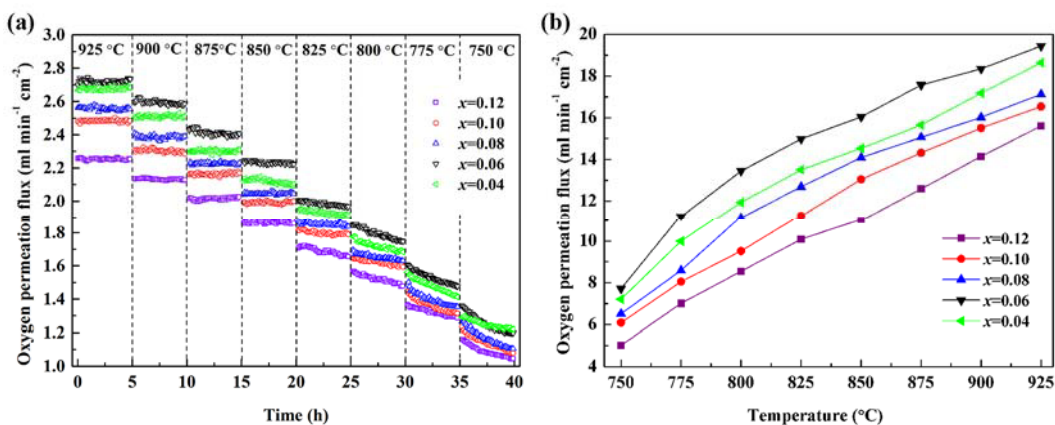 (a)
3.0
2.8
2.6
2.4
2.2
2.0
1.8
1.6
1.4
1.2
1.0
Oxygen permeation flux (ml min⁻¹ cm⁻²)
925 °C 900 °C 875°C 850 °C 825 °C 800 °C 775 °C 750 °C
x=0.12
x=0.10
x=0.08
x=0.06
x=0.04
0 5 10 15 20 25 30 35 40
Time (h)
(b)
20
18
16
14
12
10
8
6
4
Oxygen permeation flux (ml min⁻¹ cm⁻²)
x=0.12
x=0.10
x=0.08
x=0.06
x=0.04
750 775 800 825 850 875 900 925
Temperature (°C)